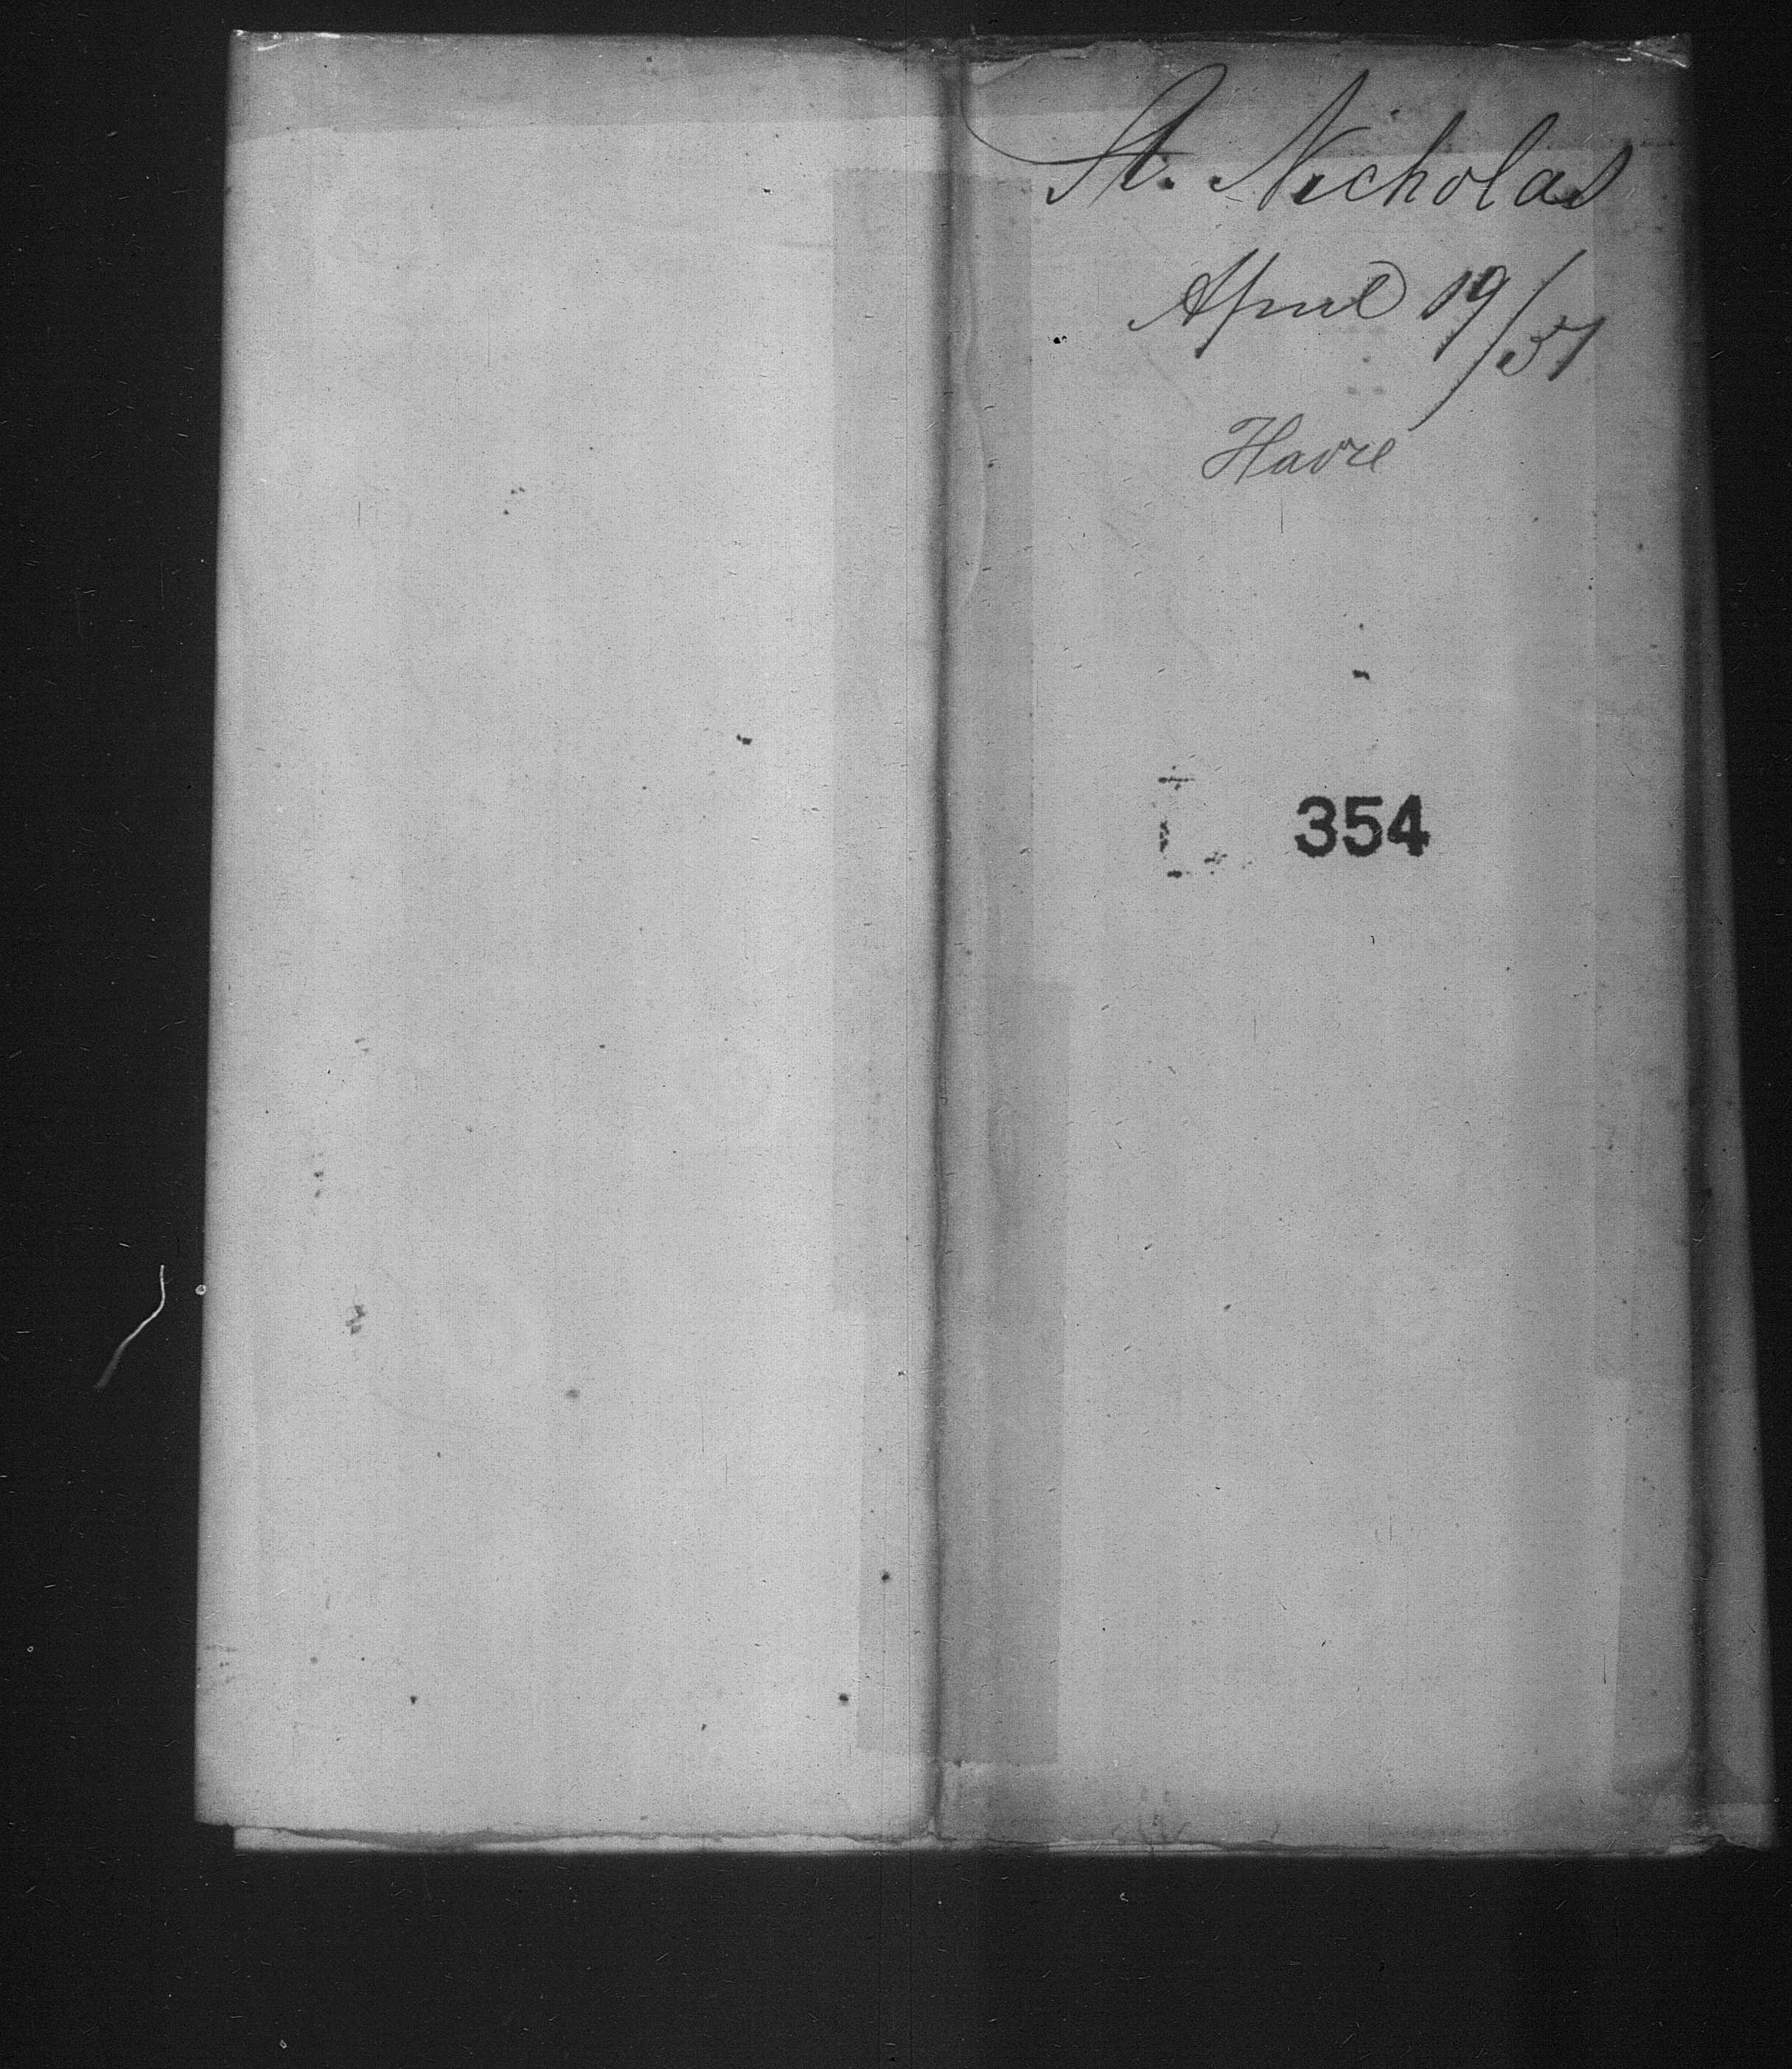 St. Nicholas
April 19/51
Havre
354